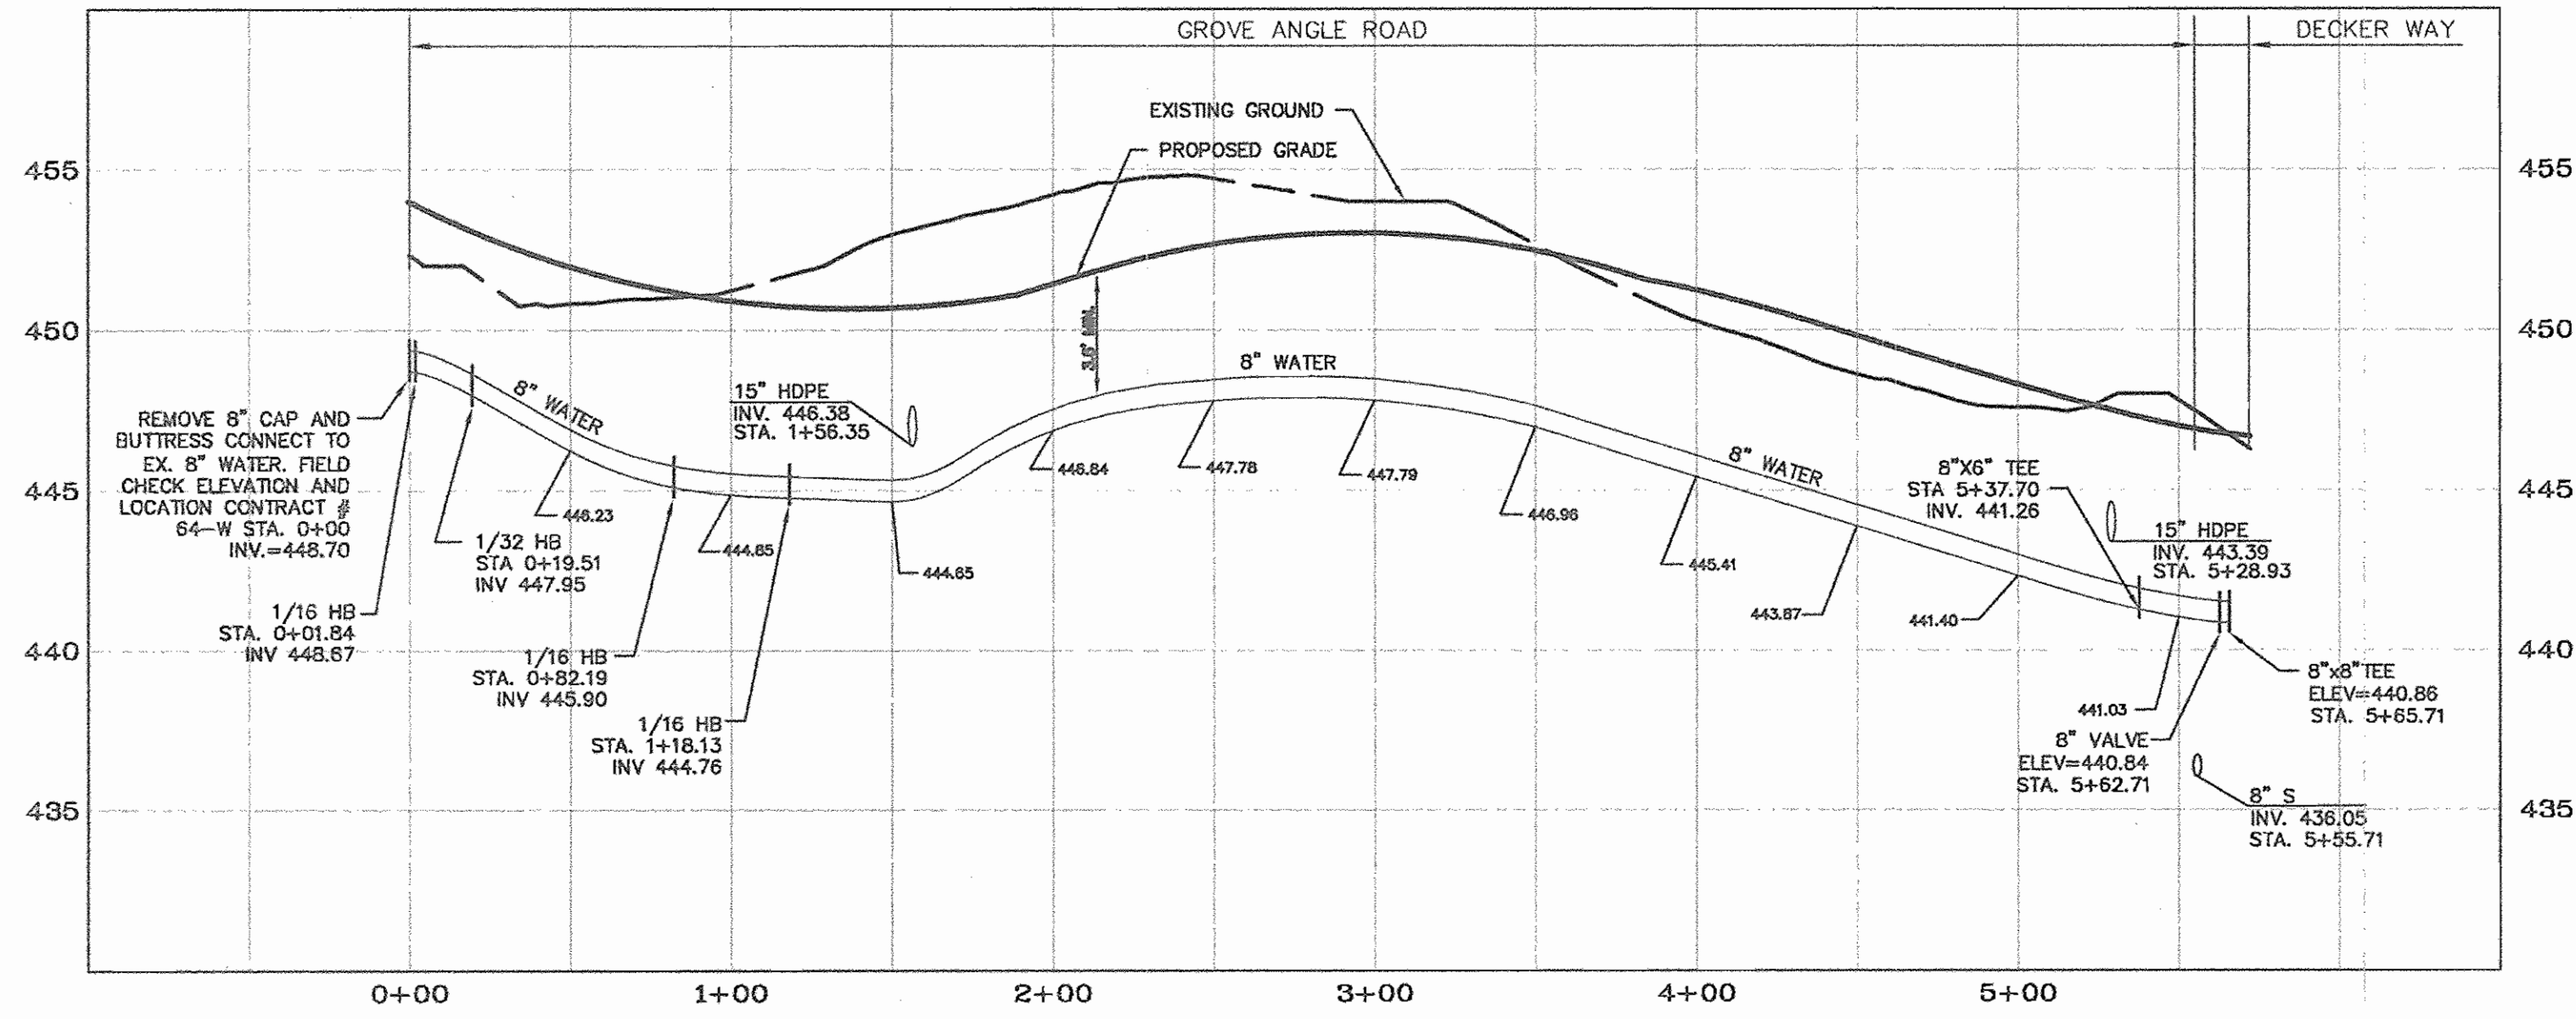 GROVE ANGLE ROAD
DECKER WAY
EXISTING GROUND
PROPOSED GRADE
455
455
450
450
3.6' MIN.
8" WATER
8" WATER
15" HDPE
INV. 446.38
STA. 1+56.35
REMOVE 8" CAP AND
BUTTRESS CONNECT TO
EX. 8" WATER. FIELD
CHECK ELEVATION AND
LOCATION CONTRACT #
64-W STA. 0+00
INV.=448.70
446.84
447.78
447.79
8" WATER
8"X6" TEE
STA 5+37.70
INV. 441.26
445
445
446.23
446.96
1/32 HB
STA 0+19.51
INV 447.95
444.85
444.65
445.41
15" HDPE
INV. 443.39
STA. 5+28.93
1/16 HB
STA. 0+01.84
INV 448.67
443.87
441.40
440
440
1/16 HB
STA. 0+82.19
INV 445.90
8"x8"TEE
ELEV=440.86
STA. 5+65.71
441.03
1/16 HB
STA. 1+18.13
INV 444.76
8" VALVE
ELEV=440.84
STA. 5+62.71
435
435
8" S
INV. 436.05
STA. 5+55.71
0+00
1+00
2+00
3+00
4+00
5+00